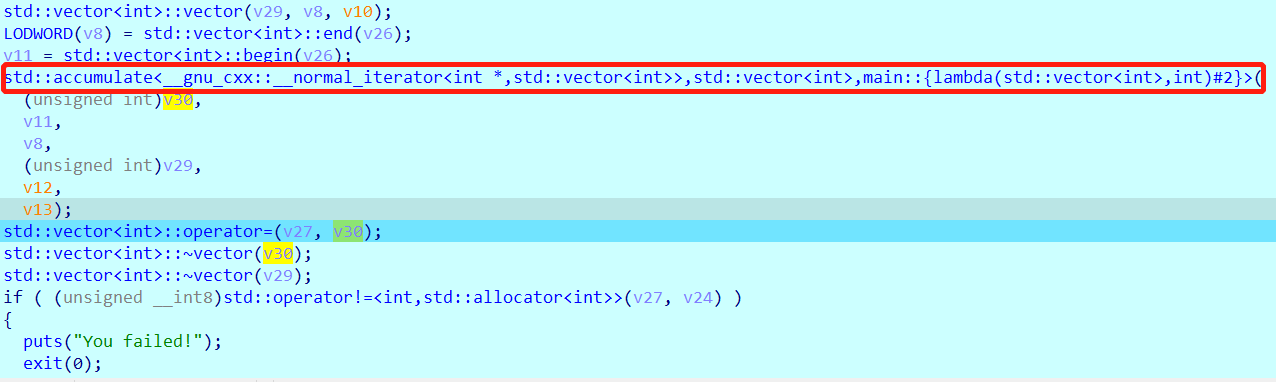 std::vector<int>::vector(v29, v8, v10);
LODWORD(v8) = std::vector<int>::end(v26);
v11 = std::vector<int>::begin(v26);
std::accumulate<__gnu_cxx::__normal_iterator<int *,std::vector<int>>,std::vector<int>,main::{lambda(std::vector<int>,int)#2}>(
(unsigned int)v30,
v11,
v8,
(unsigned int)v29,
v12,
v13);
std::vector<int>::operator=(v27, v30);
std::vector<int>::~vector(v30);
std::vector<int>::~vector(v29);
if ( (unsigned __int8)std::operator!=<int,std::allocator<int>>(v27, v24) )
{
puts("You failed!");
exit(0);